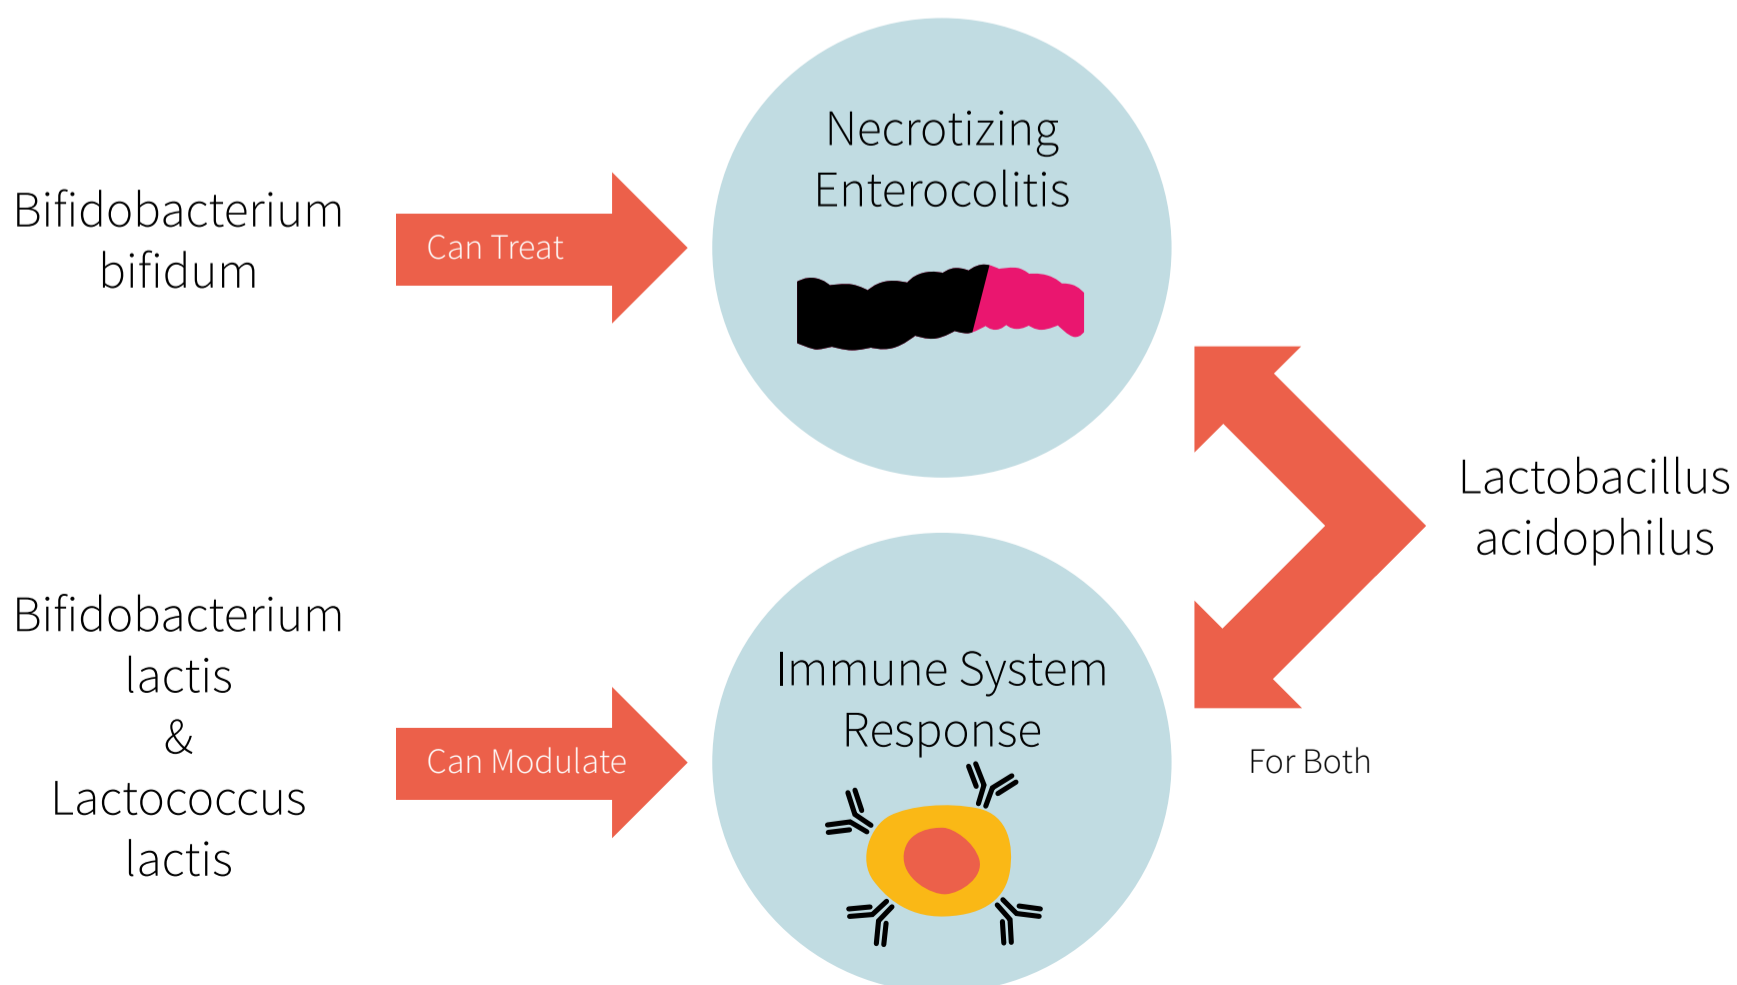 Bifidobacterium
bifidum
Can Treat
Necrotizing
Enterocolitis
Lactobacillus
acidophilus
Bifidobacterium
lactis
&
Lactococcus
lactis
Can Modulate
Immune System
Response
For Both